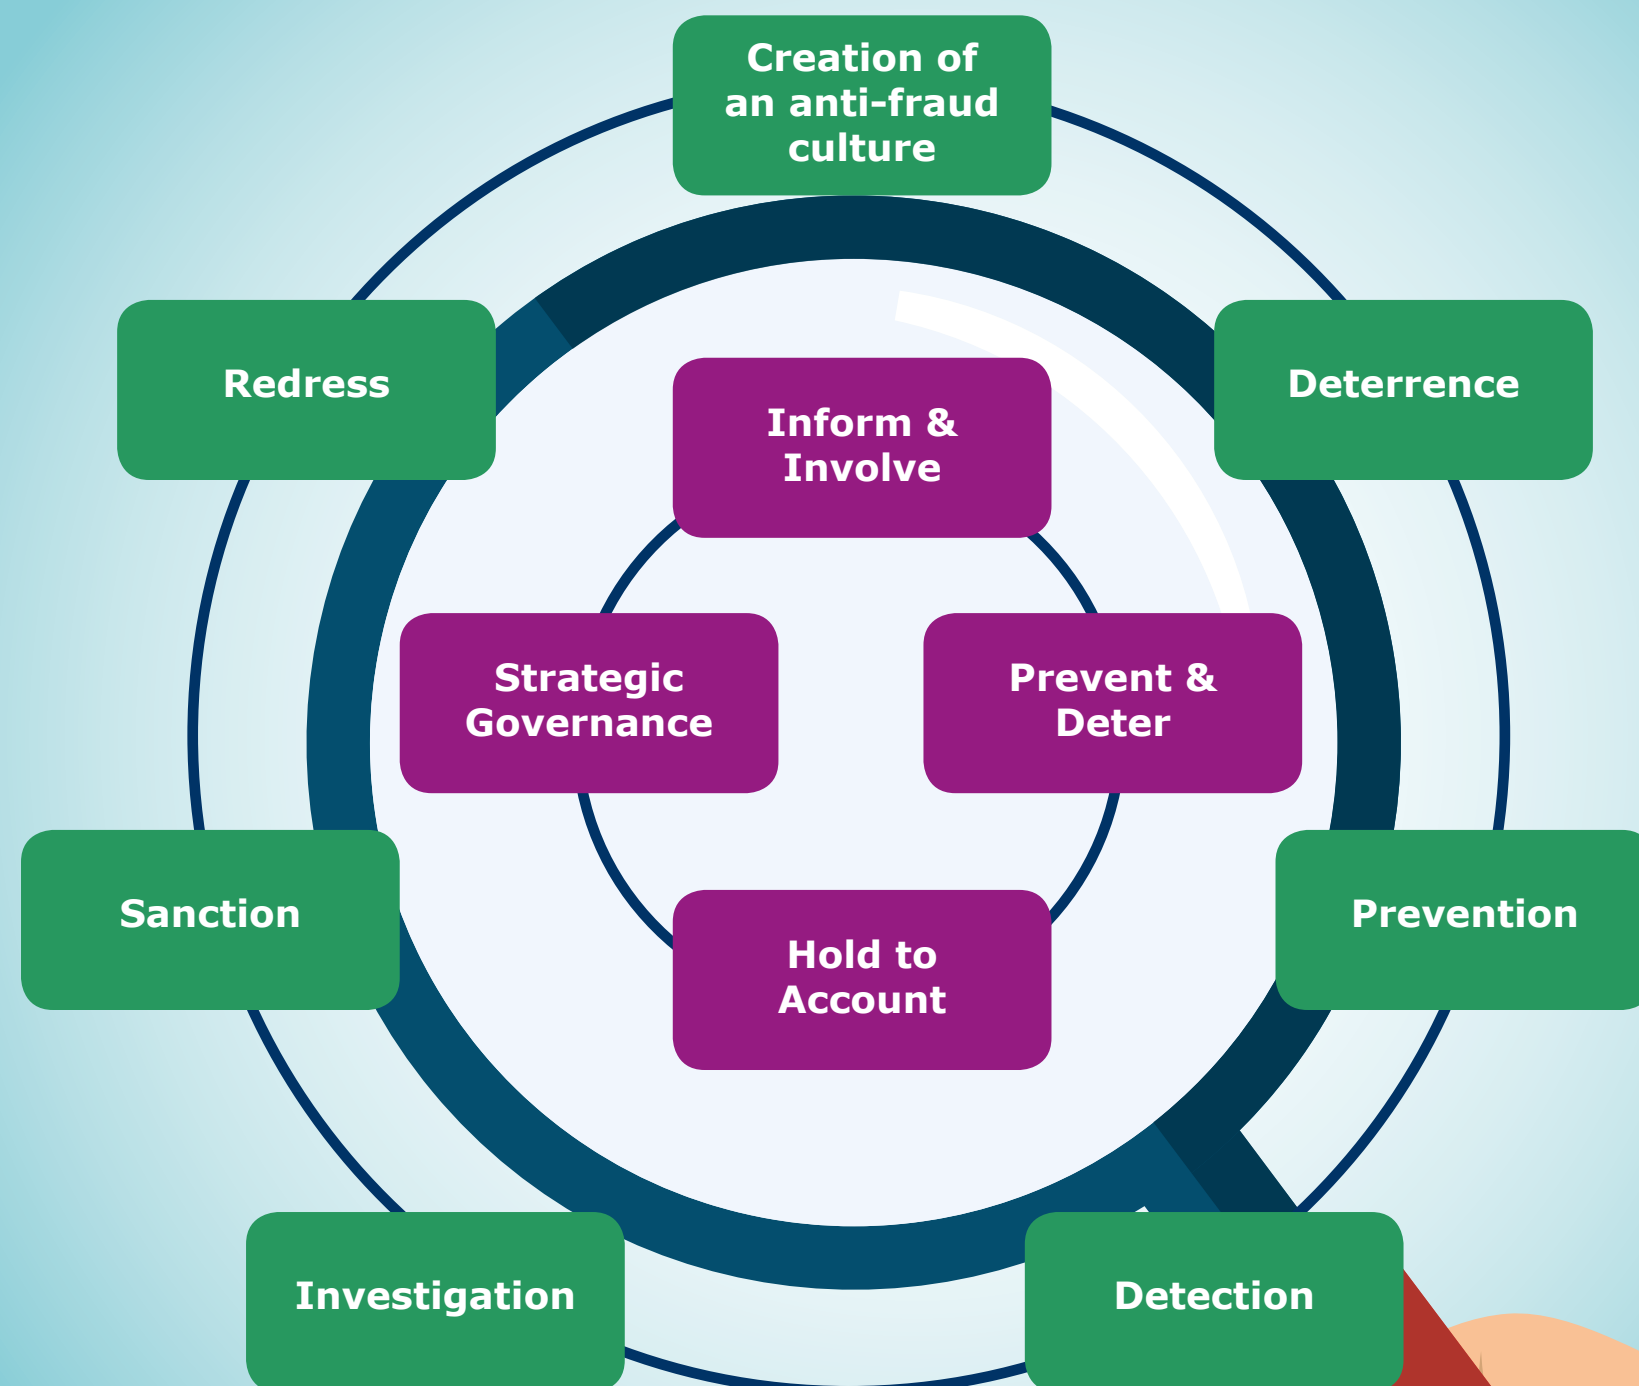 Creation of
an anti-fraud
culture
Redress
Deterrence
Inform &
Involve
Strategic
Governance
Prevent &
Deter
Sanction
Prevention
Hold to
Account
Investigation
Detection